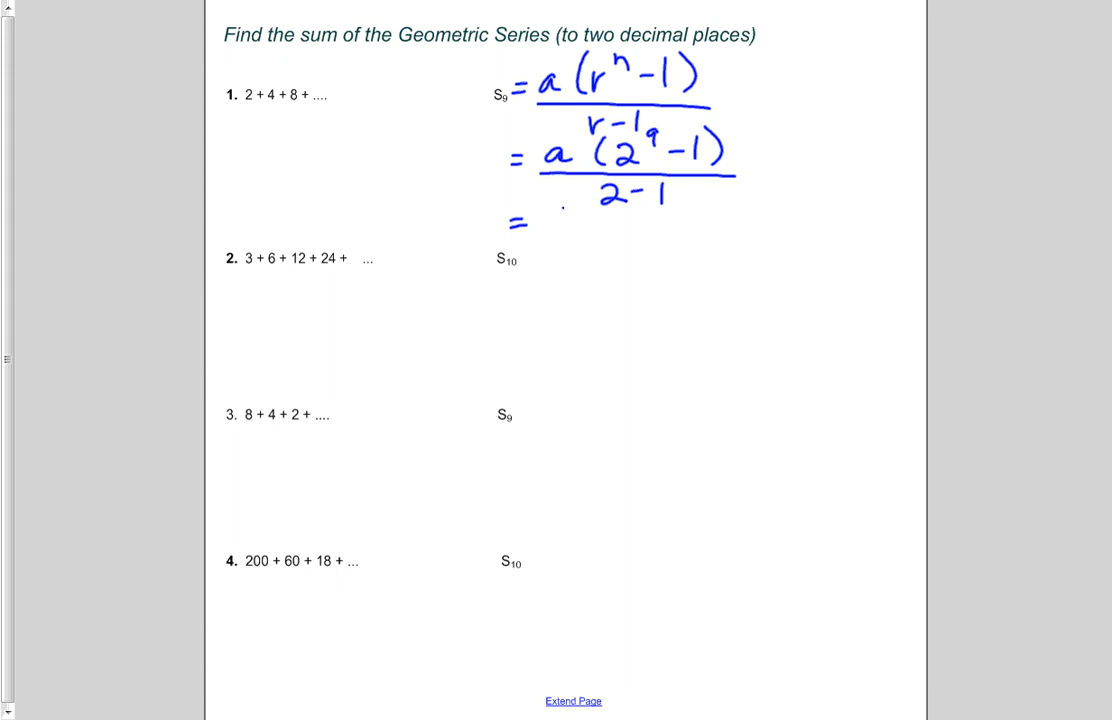 Find the sum of the Geometric Series (to two decimal places)
1. 2 + 4 + 8 + ....
S₉ = a (rⁿ - 1)
r - 1
= a (2⁹ - 1)
2 - 1
=
2. 3 + 6 + 12 + 24 + ...
S₁₀
3. 8 + 4 + 2 + ....
S₉
4. 200 + 60 + 18 + ...
S₁₀
Extend Page